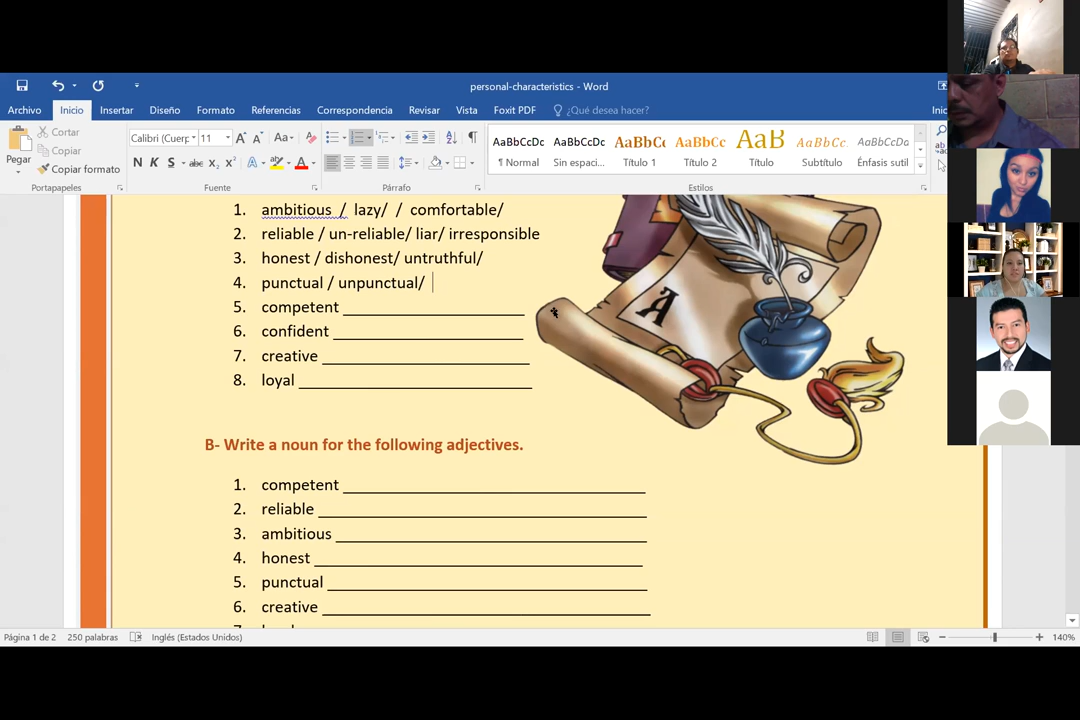 personal-characteristics - Word
Archivo Inicio Insertar Diseño Formato Referencias Correspondencia Revisar Vista Foxit PDF ¿Qué desea hacer? Inic
Pegar
Cortar
Copiar
Copiar formato
Calibri (Cuerp 11
N K S abc x₂ x²
Portapapeles Fuente Párrafo Estilos
AaBbCcDc AaBbCcDc AaBbCc AaBbCc AaB AaBbCc. AaBbCcDc
¶ Normal Sin espaci... Título 1 Título 2 Título Subtítulo Énfasis sutil
1. ambitious / lazy/ / comfortable/
2. reliable / un-reliable/ liar/ irresponsible
3. honest / dishonest/ untruthful/
4. punctual / unpunctual/
5. competent
6. confident
7. creative
8. loyal
A
B- Write a noun for the following adjectives.
1. competent
2. reliable
3. ambitious
4. honest
5. punctual
6. creative
Página 1 de 2 250 palabras Inglés (Estados Unidos) 140%